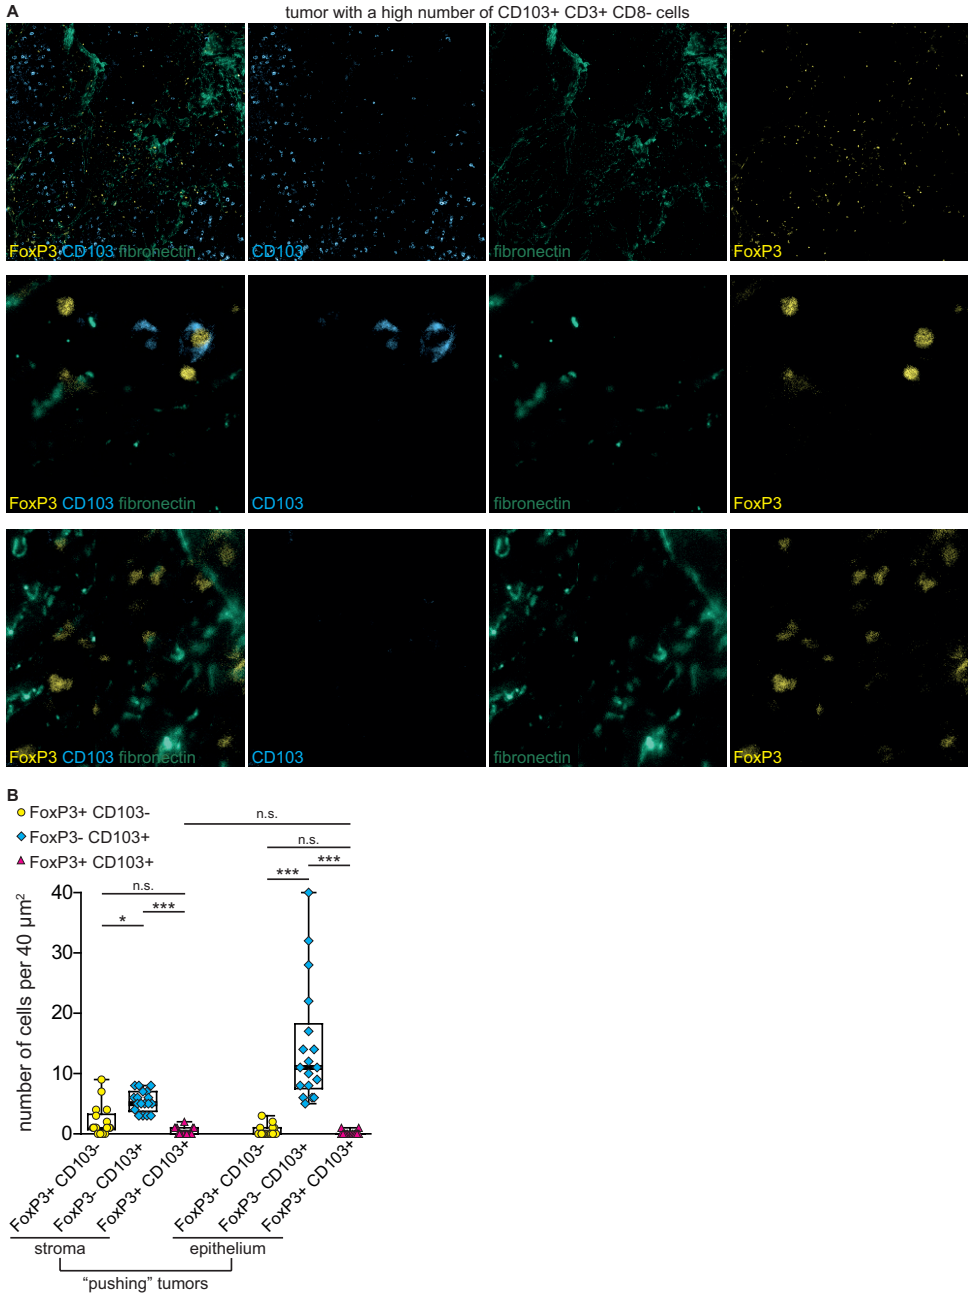 A
tumor with a high number of CD103+ CD3+ CD8- cells
FoxP3 CD103 fibronectin
CD103
fibronectin
FoxP3
FoxP3 CD103 fibronectin
CD103
fibronectin
FoxP3
FoxP3 CD103 fibronectin
CD103
fibronectin
FoxP3
B
FoxP3+ CD103-
FoxP3- CD103+
FoxP3+ CD103+
n.s.
n.s.
***
***
n.s.
***
*
number of cells per 40 µm²
40
30
20
10
0
FoxP3+ CD103-
FoxP3- CD103+
FoxP3+ CD103+
FoxP3+ CD103-
FoxP3- CD103+
FoxP3+ CD103+
stroma
epithelium
“pushing” tumors